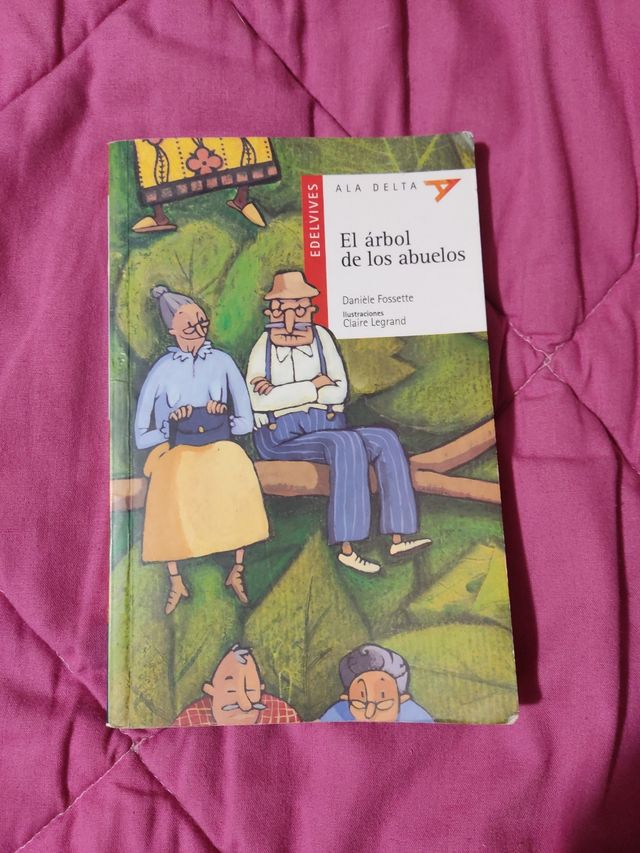 EDELVIVES
ALA DELTA
El árbol
de los abuelos
Danièle Fossette
Ilustraciones
Claire Legrand